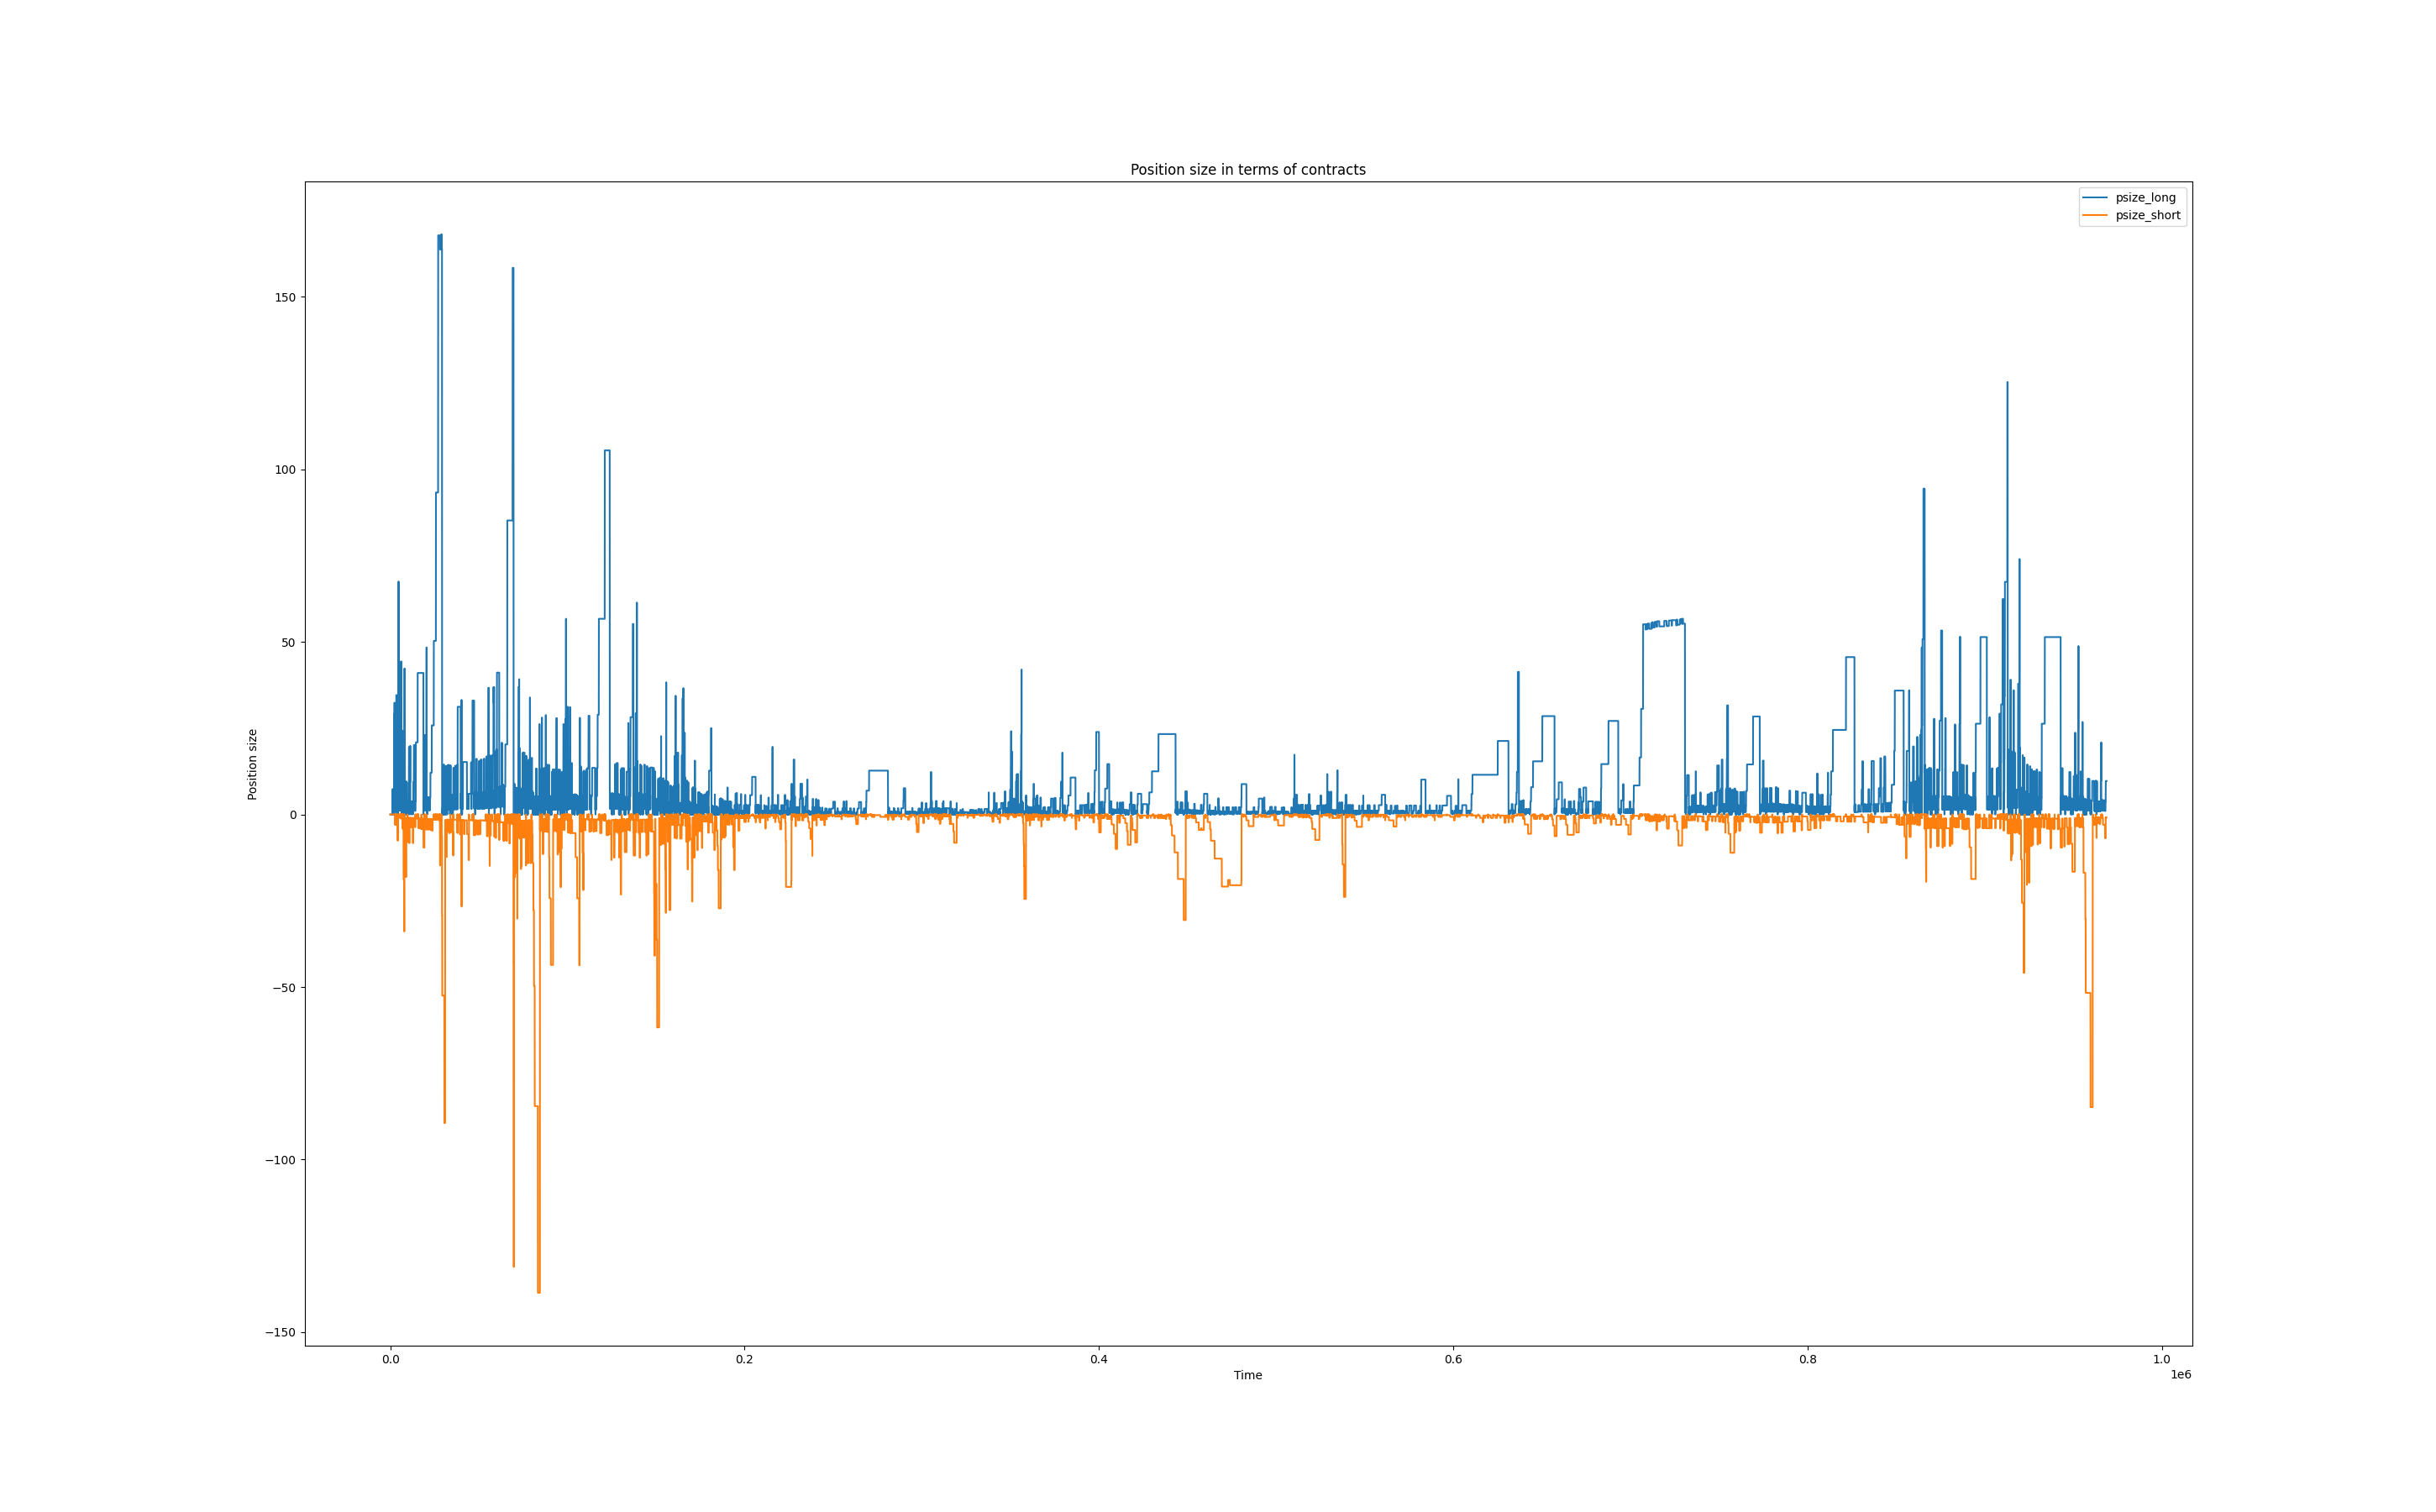 Position size in terms of contracts
psize_long
psize_short
150
100
50
0
−50
−100
−150
Position size
0.0 0.2 0.4 0.6 0.8 1.0
1e6
Time